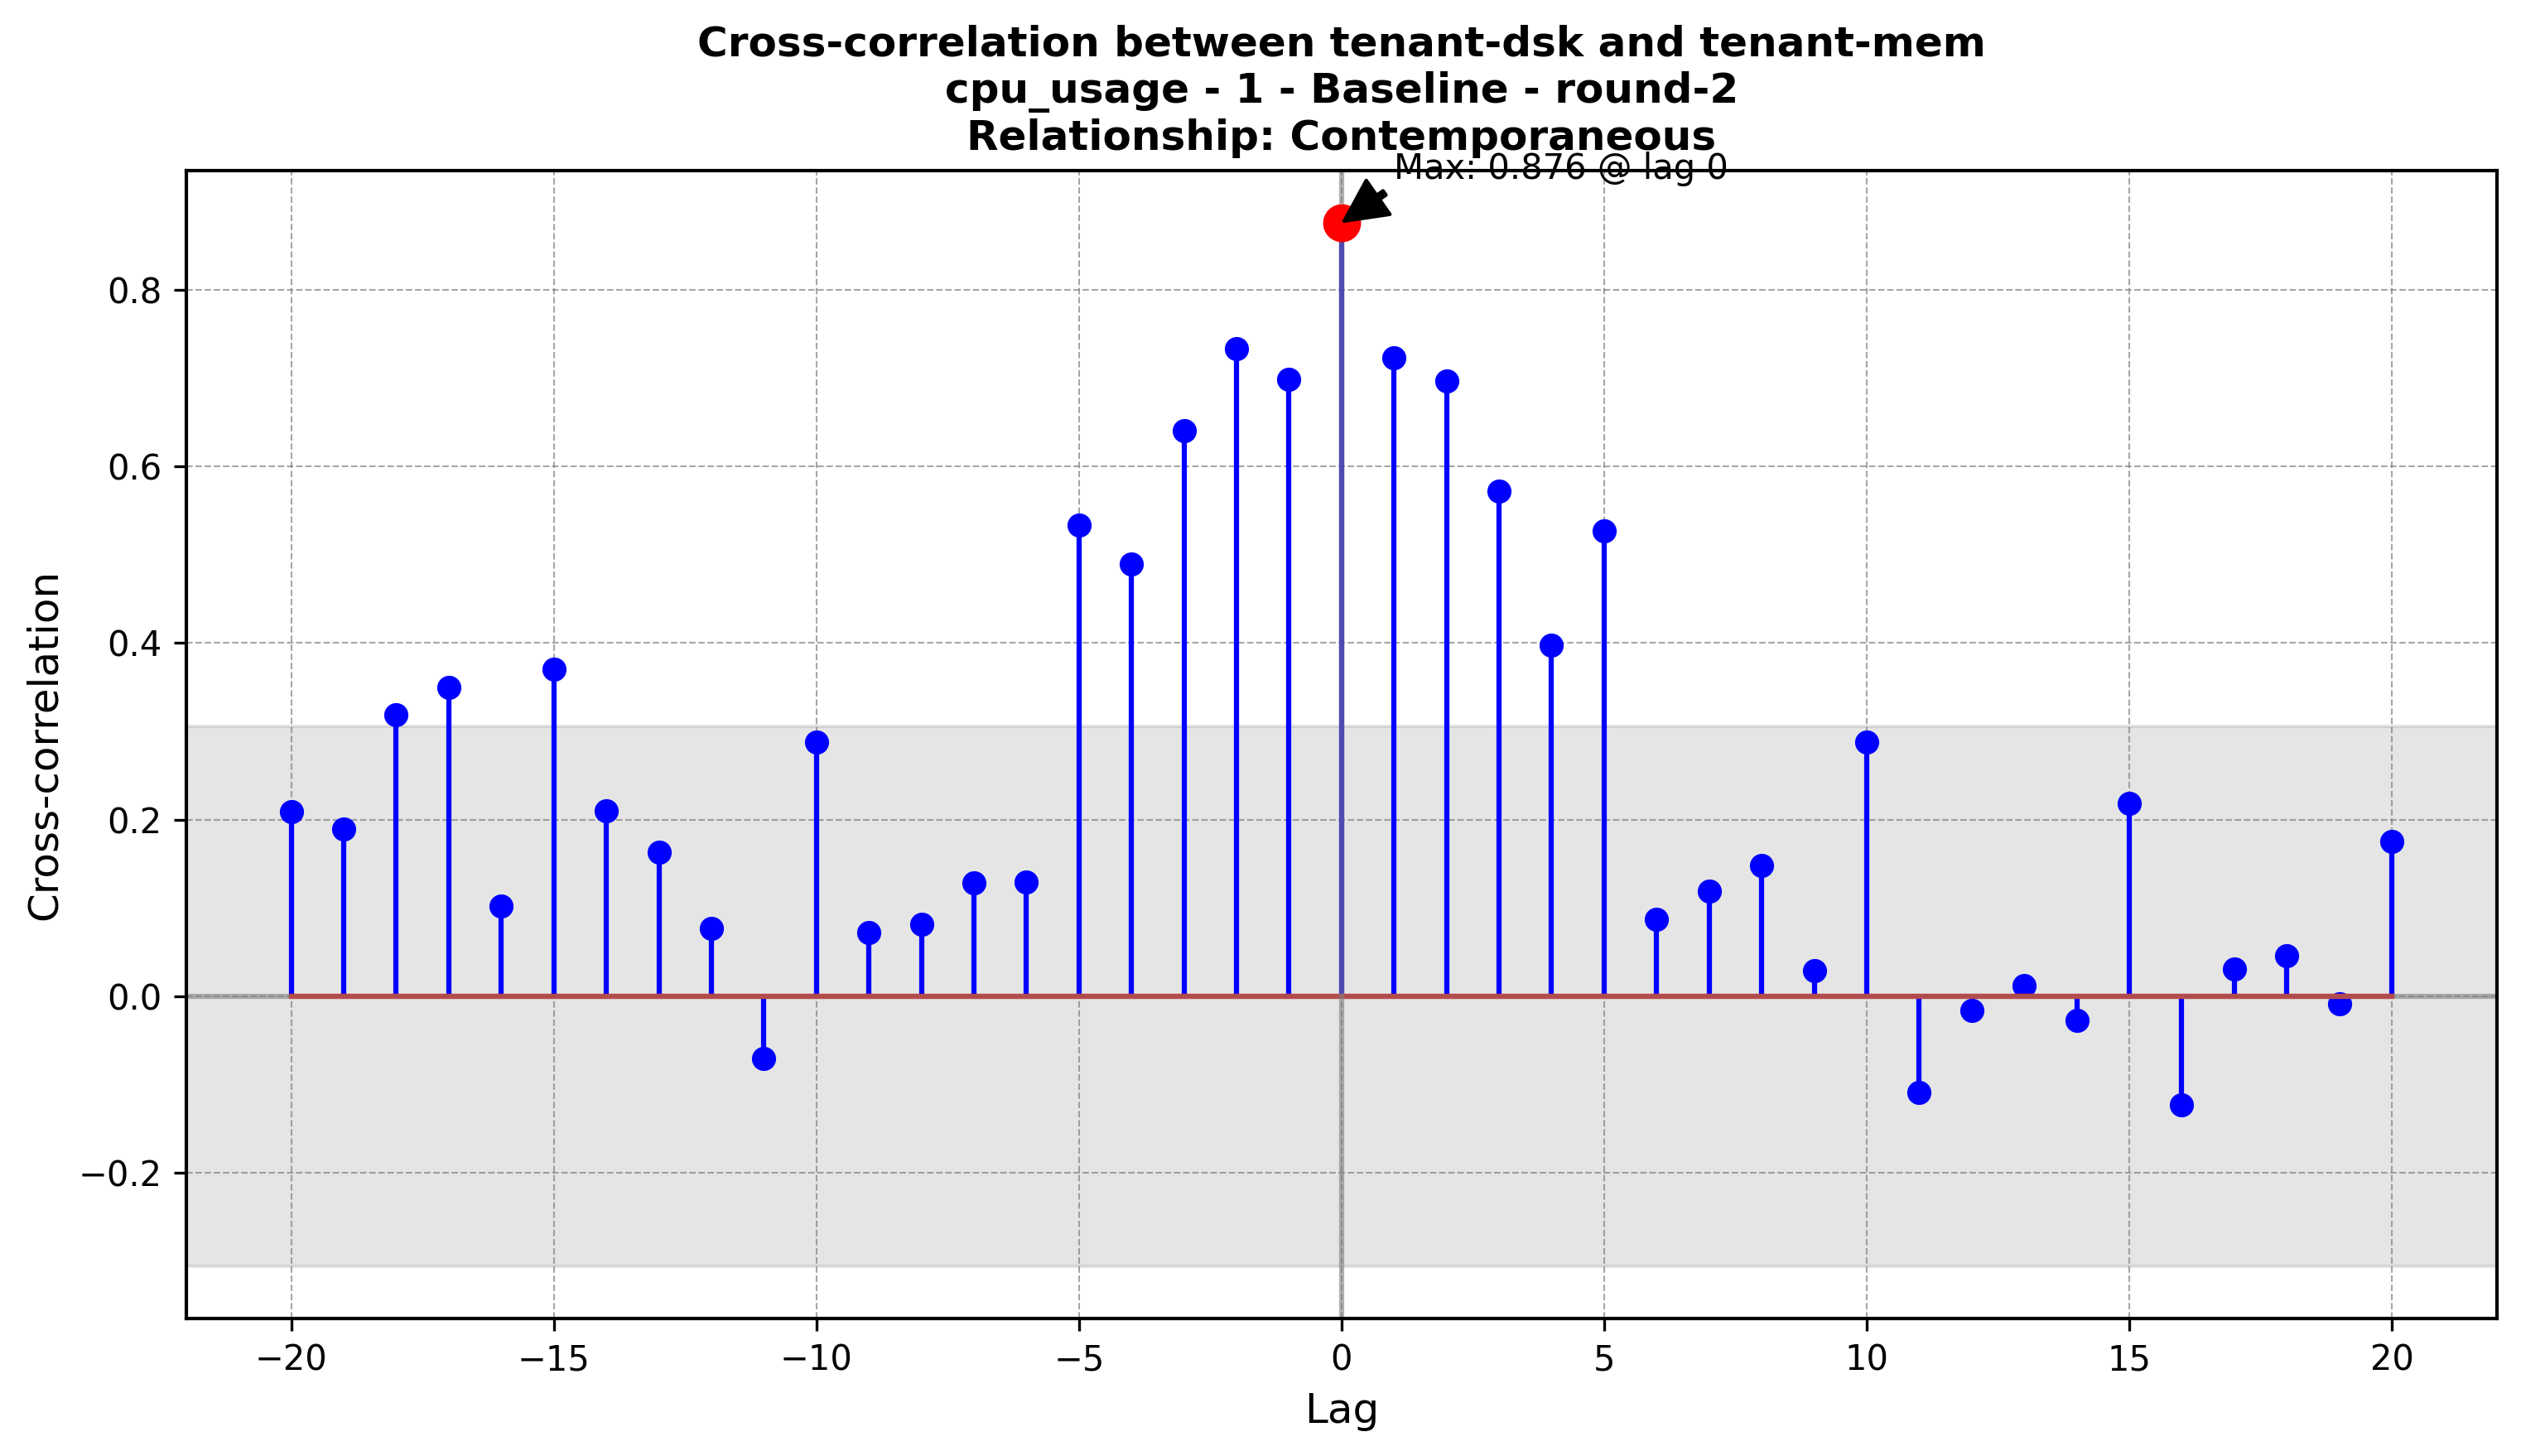 Cross-correlation between tenant-dsk and tenant-mem
cpu_usage - 1 - Baseline - round-2
Relationship: Contemporaneous
Max: 0.876 @ lag 0
Cross-correlation
0.8
0.6
0.4
0.2
0.0
−0.2
−20 −15 −10 −5 0 5 10 15 20
Lag